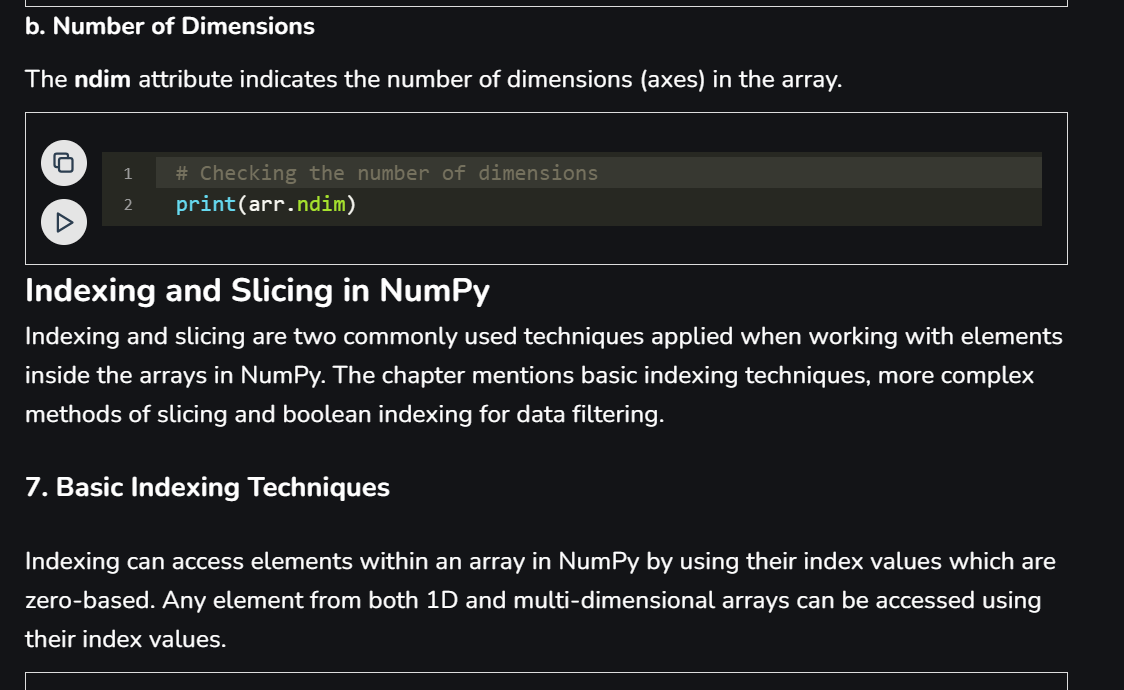 b. Number of Dimensions
The ndim attribute indicates the number of dimensions (axes) in the array.
1 # Checking the number of dimensions
2 print(arr.ndim)
Indexing and Slicing in NumPy
Indexing and slicing are two commonly used techniques applied when working with elements
inside the arrays in NumPy. The chapter mentions basic indexing techniques, more complex
methods of slicing and boolean indexing for data filtering.
7. Basic Indexing Techniques
Indexing can access elements within an array in NumPy by using their index values which are
zero-based. Any element from both 1D and multi-dimensional arrays can be accessed using
their index values.